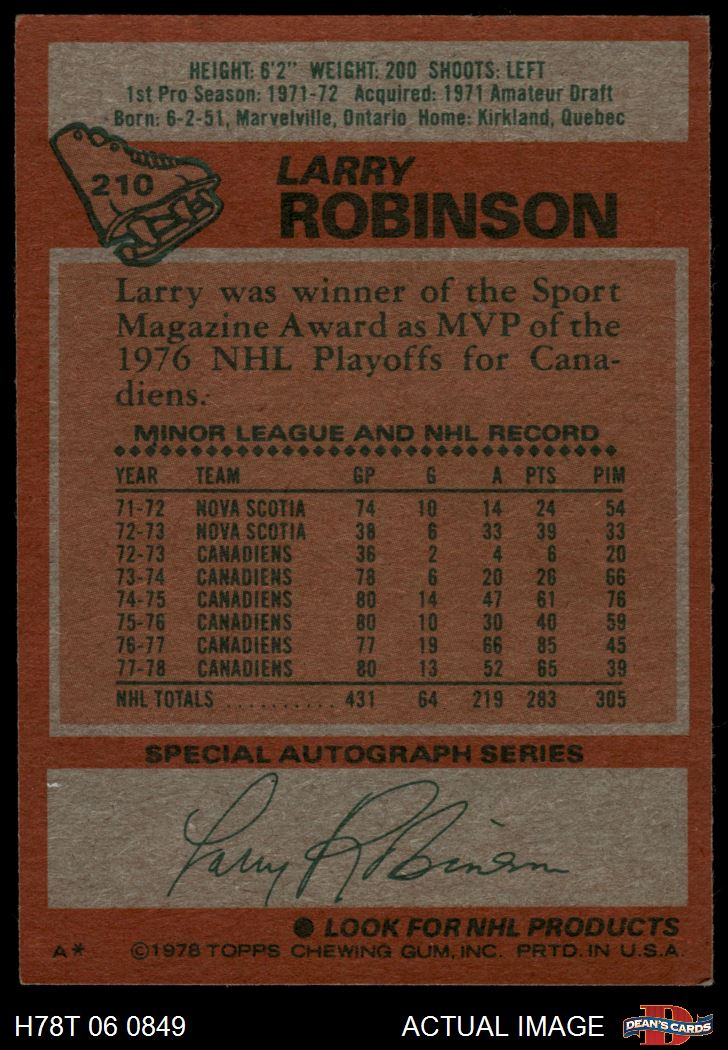 HEIGHT: 6'2" WEIGHT: 200 SHOOTS: LEFT
1st Pro Season: 1971-72 Acquired: 1971 Amateur Draft
Born: 6-2-51, Marvelville, Ontario Home: Kirkland, Quebec
210
LARRY
ROBINSON
Larry was winner of the Sport
Magazine Award as MVP of the
1976 NHL Playoffs for Cana-
diens.
MINOR LEAGUE AND NHL RECORD
YEAR TEAM GP G A PTS PIM
71-72 NOVA SCOTIA 74 10 14 24 54
72-73 NOVA SCOTIA 38 6 33 39 33
72-73 CANADIENS 36 2 4 6 20
73-74 CANADIENS 78 6 20 26 66
74-75 CANADIENS 80 14 47 61 76
75-76 CANADIENS 80 10 30 40 59
76-77 CANADIENS 77 19 66 85 45
77-78 CANADIENS 80 13 52 65 39
NHL TOTALS .......... 431 64 219 283 305
SPECIAL AUTOGRAPH SERIES
Larry Robinson
● LOOK FOR NHL PRODUCTS
A* ©1978 TOPPS CHEWING GUM, INC. PRTD. IN U.S.A.
H78T 06 0849 ACTUAL IMAGE D DEAN'S CARDS